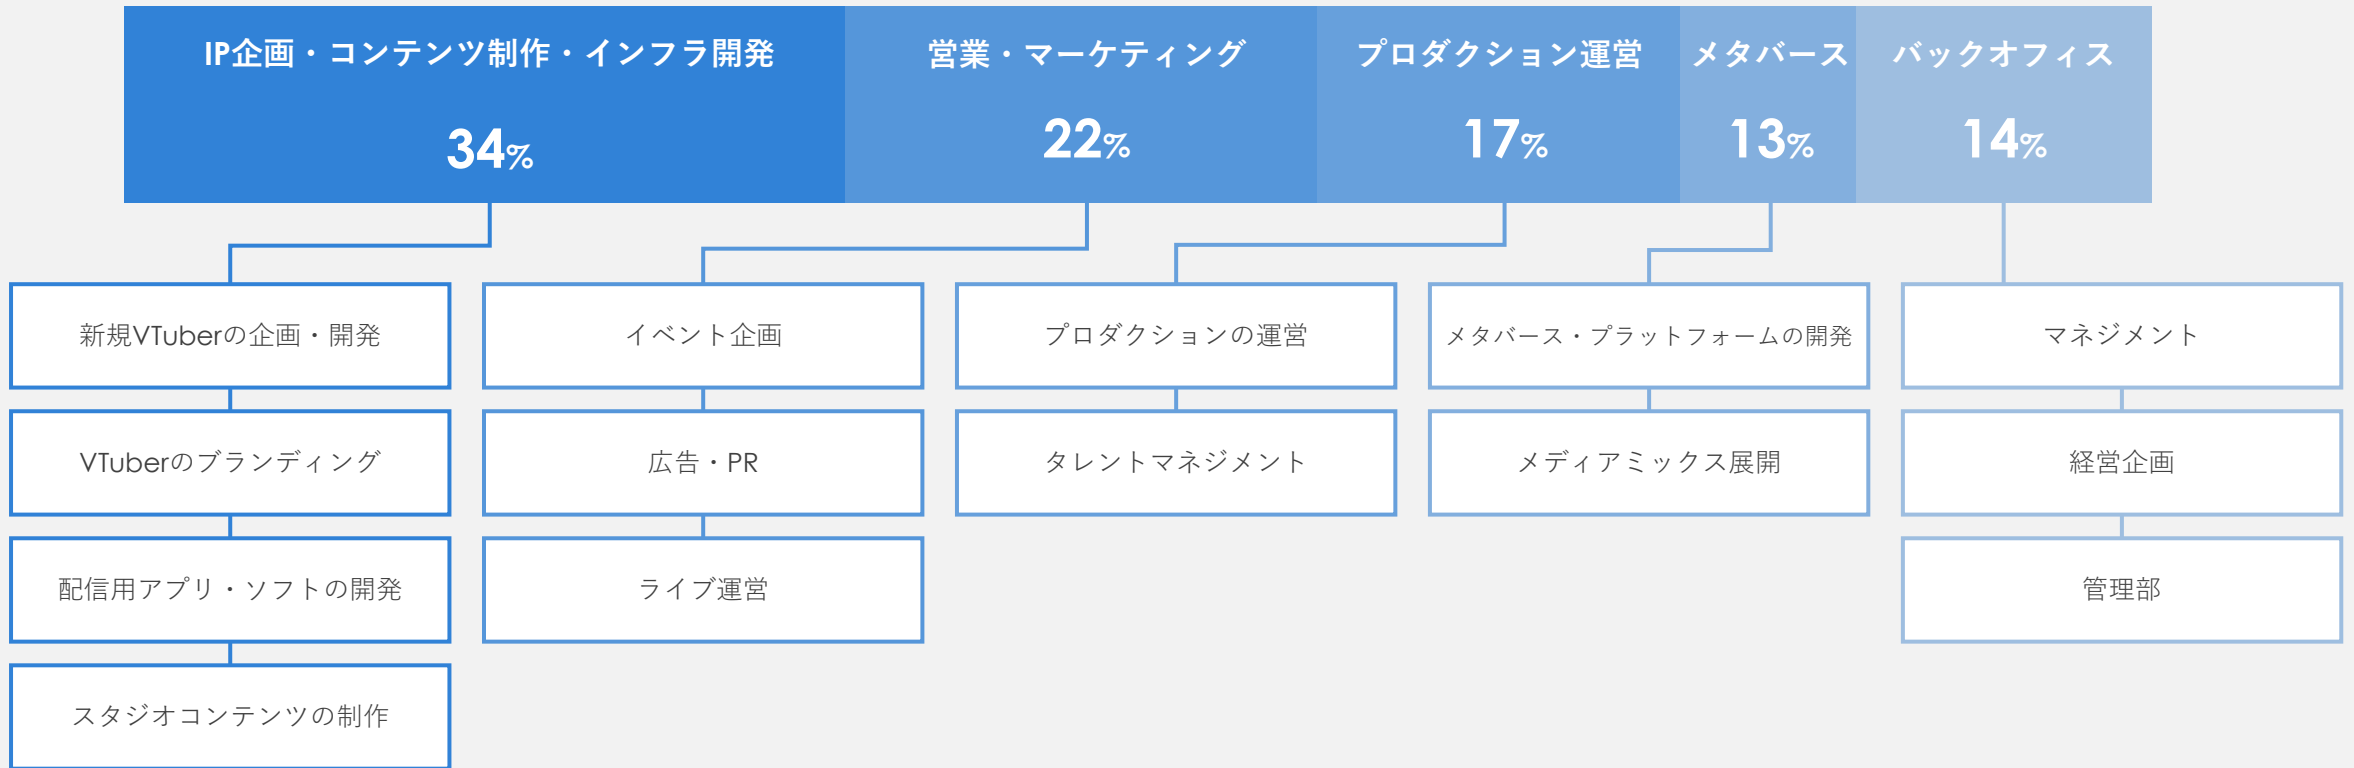 IP企画・コンテンツ制作・インフラ開発
34%
営業・マーケティング
22%
プロダクション運営
17%
メタバース
13%
バックオフィス
14%
新規VTuberの企画・開発
VTuberのブランディング
配信用アプリ・ソフトの開発
スタジオコンテンツの制作
イベント企画
広告・PR
ライブ運営
プロダクションの運営
タレントマネジメント
メタバース・プラットフォームの開発
メディアミックス展開
マネジメント
経営企画
管理部